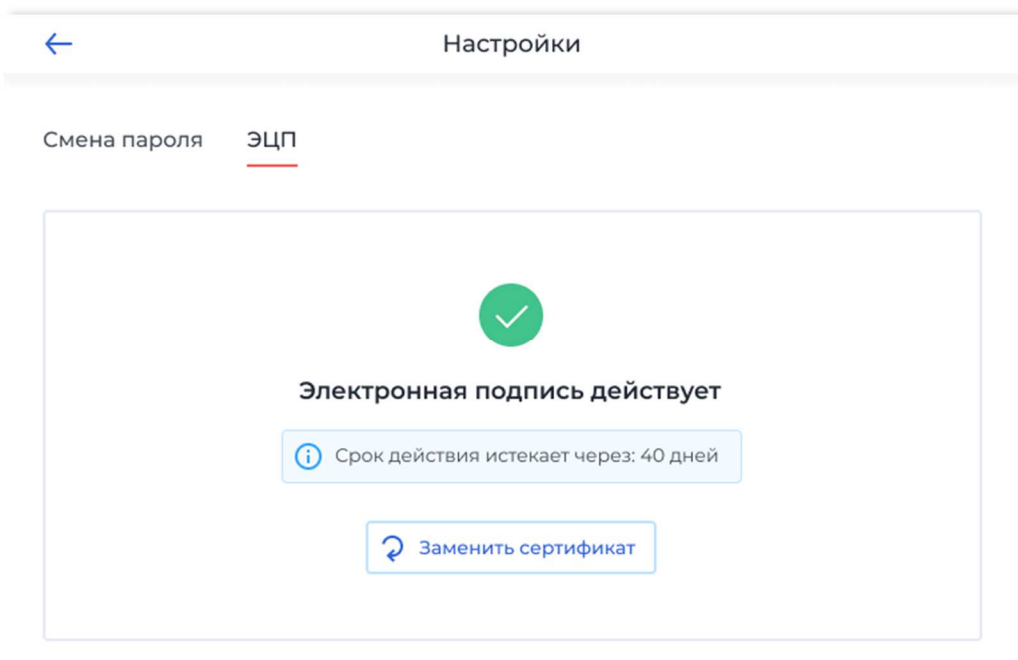 Настройки
Смена пароля ЭЦП
Электронная подпись действует
Срок действия истекает через: 40 дней
Заменить сертификат